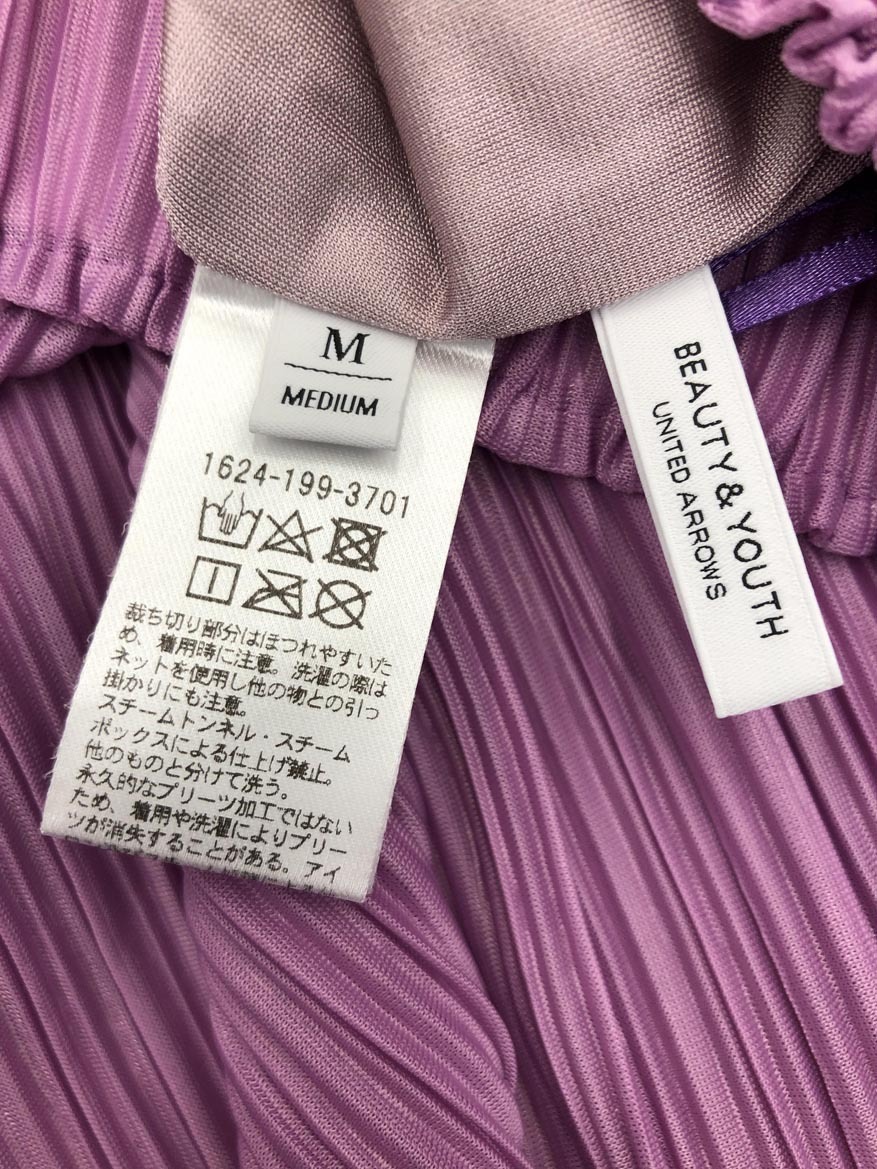 M
MEDIUM
1624-199-3701
裁ち切り部分はほつれやすいた
め、着用時に注意。洗濯の際は
ネットを使用し他の物との引っ
掛かりにも注意。
スチームトンネル・スチーム
ボックスによる仕上げ禁止。
他のものと分けて洗う。
永久的なプリーツ加工ではない
ため、着用や洗濯によりプリー
ツが消失することがある。アイ
BEAUTY & YOUTH
UNITED ARROWS